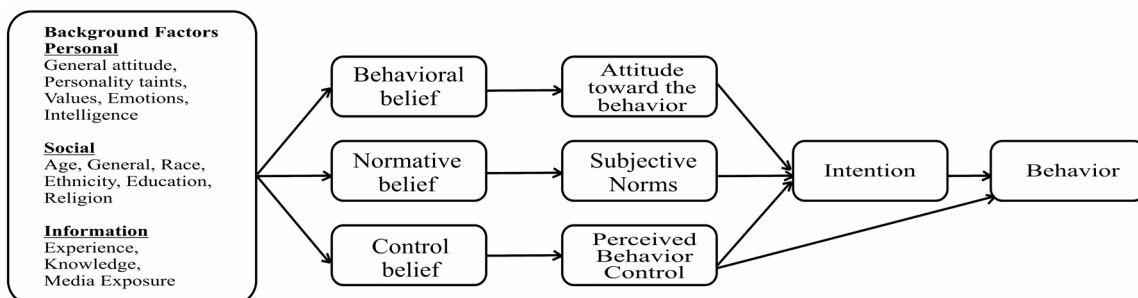 Background Factors
Personal
General attitude,
Personality taints,
Values, Emotions,
Intelligence
Social
Age, General, Race,
Ethnicity, Education,
Religion
Information
Experience,
Knowledge,
Media Exposure
Behavioral
belief
Normative
belief
Control
belief
Attitude
toward the
behavior
Subjective
Norms
Perceived
Behavior
Control
Intention
Behavior